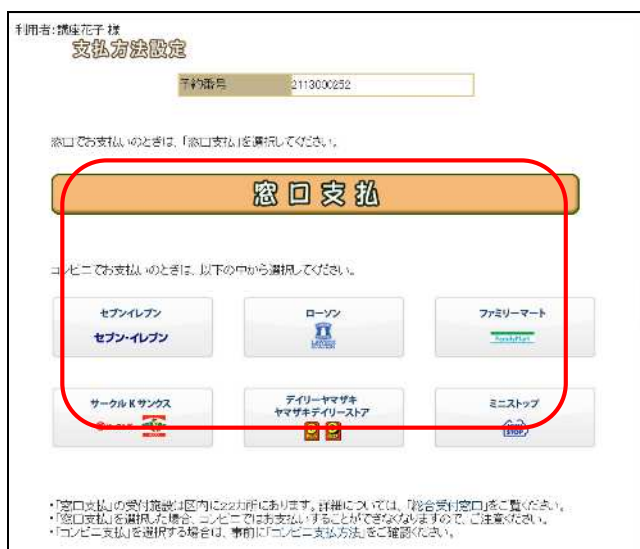 利用者:講座花子 様
支払方法設定
予約番号 2113000252
窓口でお支払いのときは、「窓口支払」を選択してください。
窓口支払
コンビニでお支払いのときは、以下の中から選択してください。
セブンイレブン
セブン-イレブン
ローソン
ファミリーマート
FamilyMart
サークル K サンクス
デイリーヤマザキ
ヤマザキデイリーストア
ミニストップ
・「窓口支払」の受付施設は区内に22カ所にあります。詳細については、「総合受付窓口」をご覧ください。
・「窓口支払」を選択した場合、コンビニではお支払いすることができなくなりますので、ご注意ください。
・「コンビニ支払」を選択する場合は、事前に「コンビニ支払方法」をご確認ください。